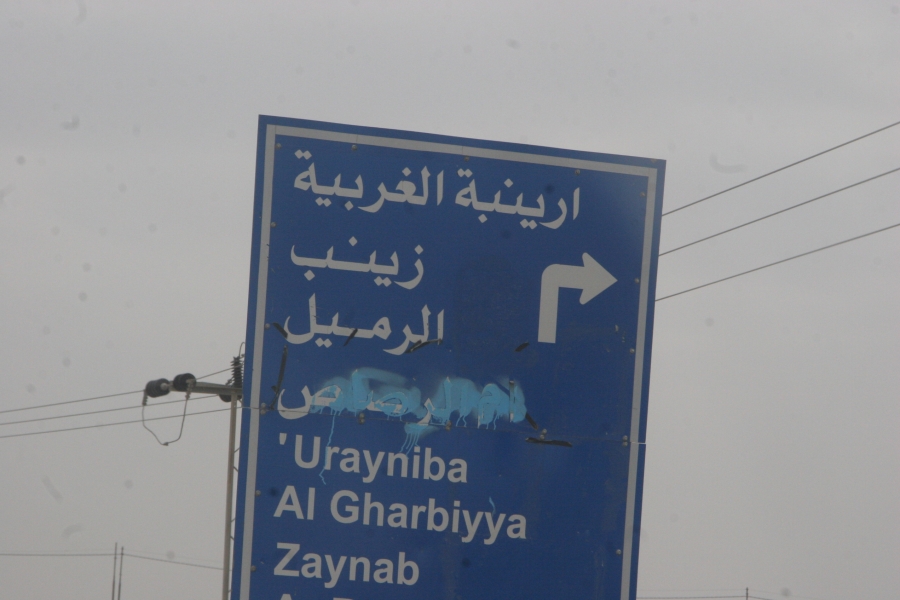 ارينبة الغربية
زينب
الرميل
'Urayniba
Al Gharbiyya
Zaynab